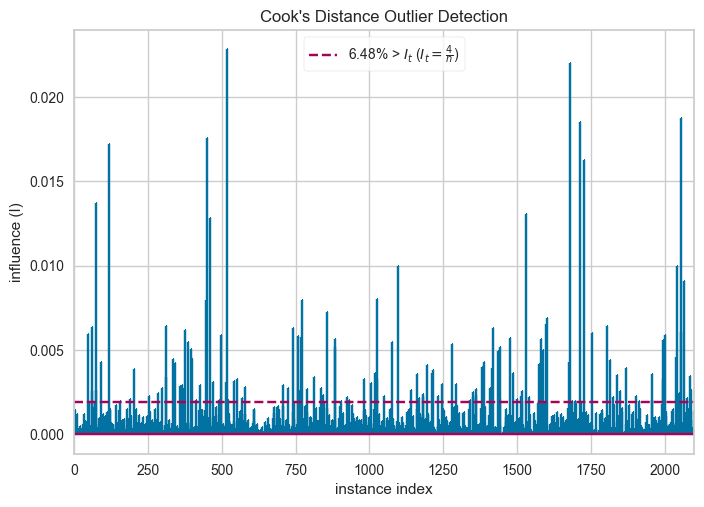 Cook's Distance Outlier Detection
6.48% > I_t (I_t = 4/n)
influence (I)
0.020
0.015
0.010
0.005
0.000
0 250 500 750 1000 1250 1500 1750 2000
instance index